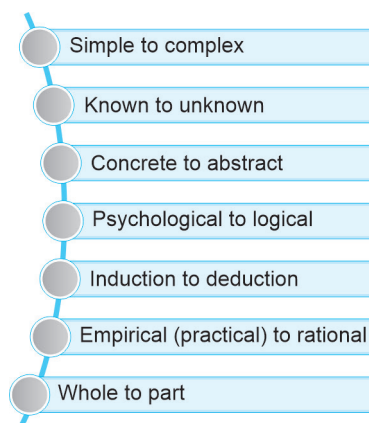 Simple to complex
Known to unknown
Concrete to abstract
Psychological to logical
Induction to deduction
Empirical (practical) to rational
Whole to part